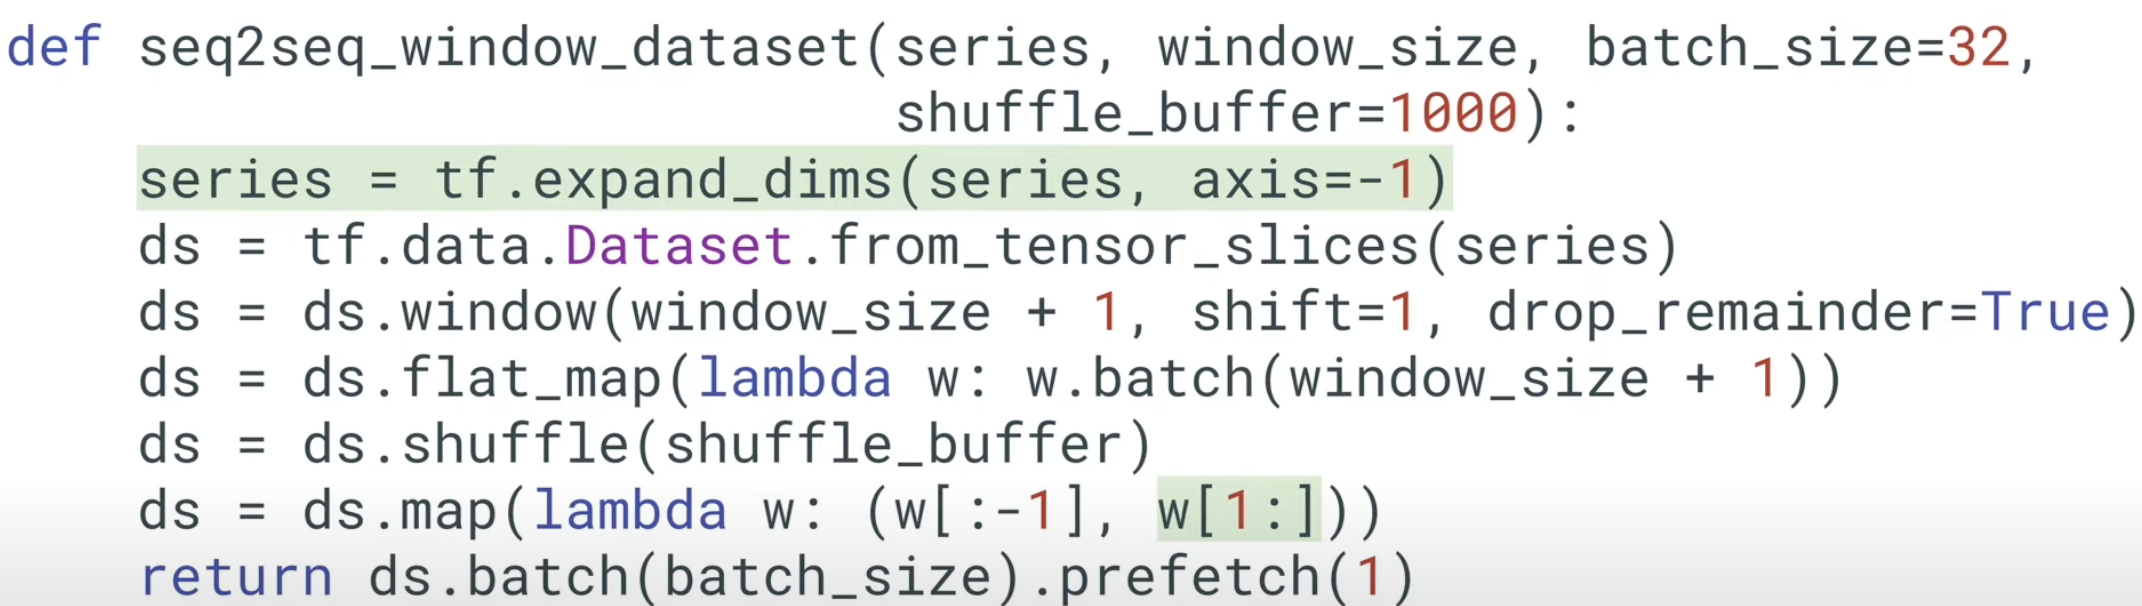 def seq2seq_window_dataset(series, window_size, batch_size=32,
                           shuffle_buffer=1000):
    series = tf.expand_dims(series, axis=-1)
    ds = tf.data.Dataset.from_tensor_slices(series)
    ds = ds.window(window_size + 1, shift=1, drop_remainder=True)
    ds = ds.flat_map(lambda w: w.batch(window_size + 1))
    ds = ds.shuffle(shuffle_buffer)
    ds = ds.map(lambda w: (w[:-1], w[1:]))
    return ds.batch(batch_size).prefetch(1)